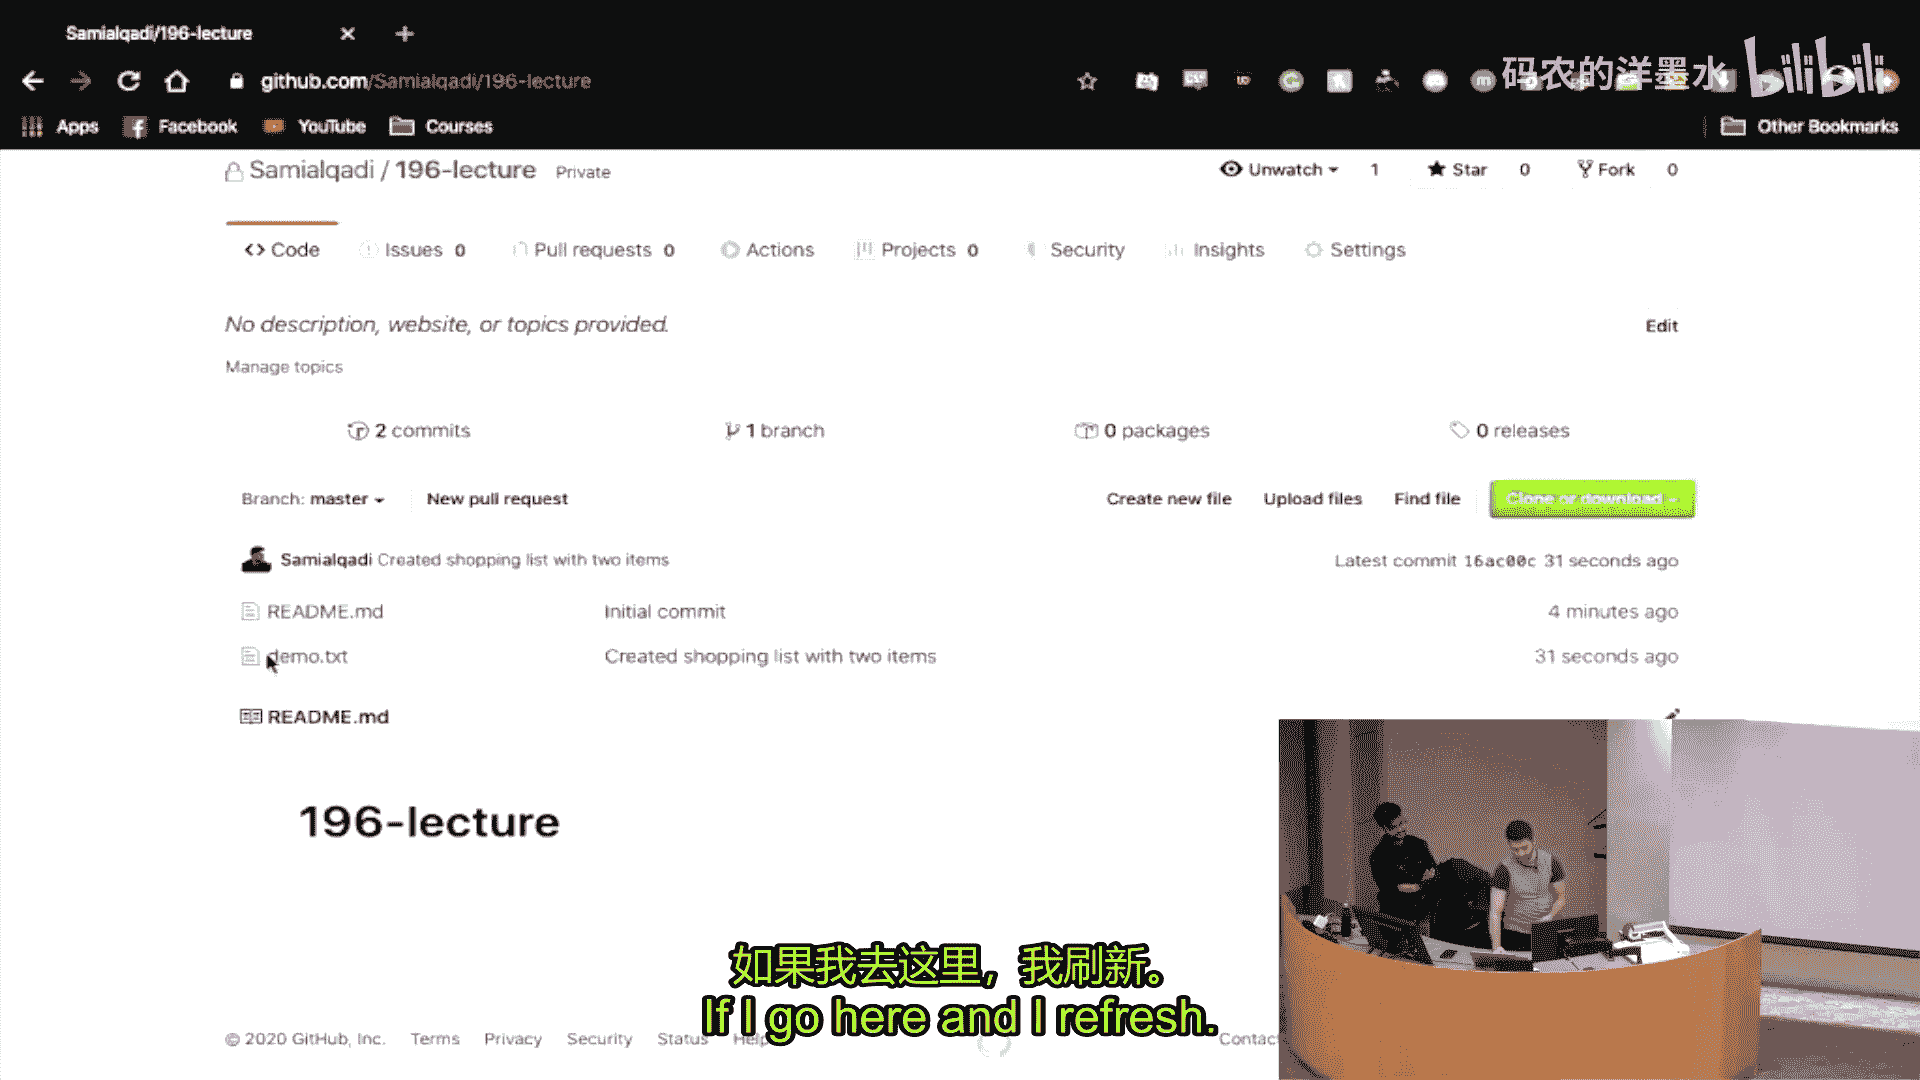 Samialqadi/196-lecture
github.com/Samialqadi/196-lecture
码农的洋墨水 bilibili
Apps Facebook YouTube Courses Other Bookmarks
Samialqadi / 196-lecture Private Unwatch 1 Star 0 Fork 0
Code Issues 0 Pull requests 0 Actions Projects 0 Security Insights Settings
No description, website, or topics provided. Edit
Manage topics
2 commits 1 branch 0 packages 0 releases
Branch: master New pull request Create new file Upload files Find file Clone or download
Samialqadi Created shopping list with two items Latest commit 16ac00c 31 seconds ago
README.md Initial commit 4 minutes ago
demo.txt Created shopping list with two items 31 seconds ago
README.md
196-lecture
如果我去这里，我刷新。
If I go here and I refresh.
© 2020 GitHub, Inc. Terms Privacy Security Status Help Contact